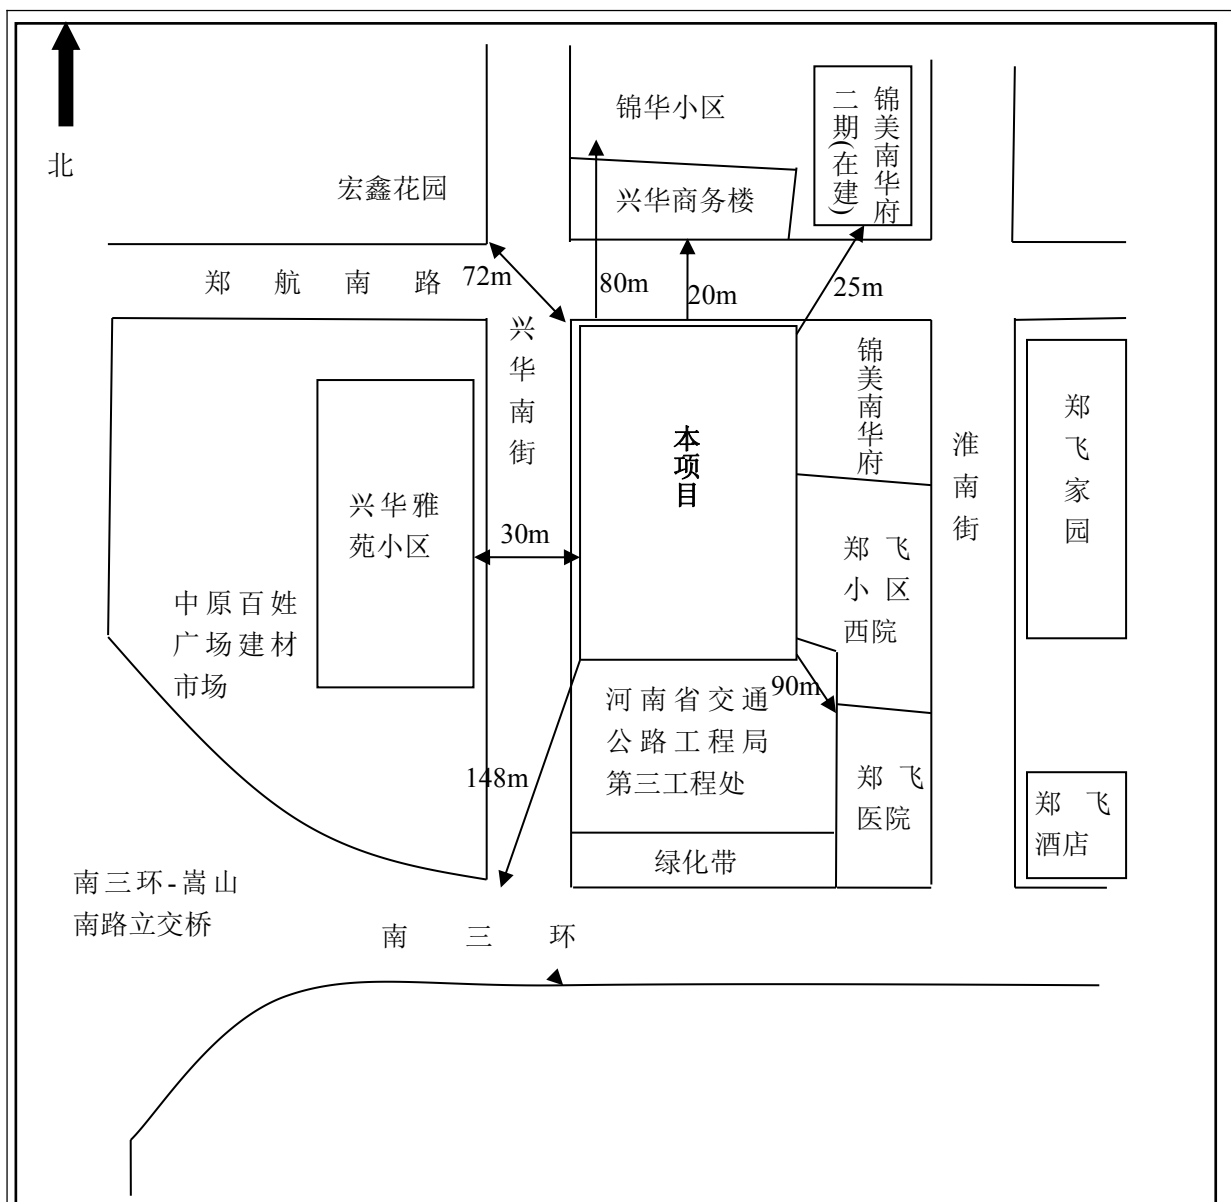 北
锦华小区
锦美南华府
二期(在建)
宏鑫花园
兴华商务楼
郑航南路
72m
80m
20m
25m
兴华南街
锦美南华府
本项目
淮南街
郑飞家园
兴华雅
苑小区
30m
郑飞
小区
西院
中原百姓
广场建材
市场
90m
河南省交通
公路工程局
第三工程处
148m
郑飞
医院
郑飞
酒店
绿化带
南三环-嵩山
南路立交桥
南三环